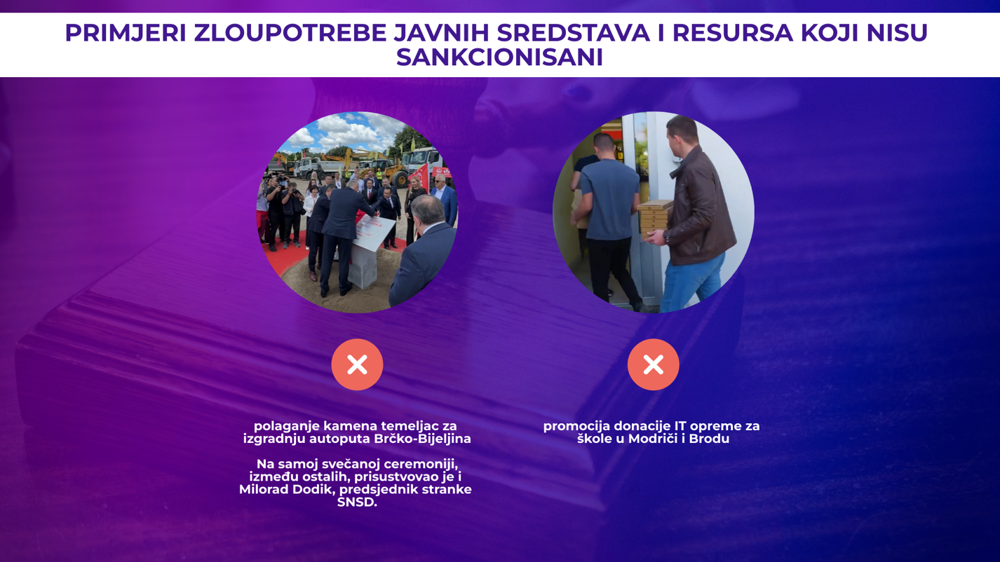 PRIMJERI ZLOUPOTREBE JAVNIH SREDSTAVA I RESURSA KOJI NISU
SANKCIONISANI
polaganje kamena temeljac za
izgradnju autoputa Brčko-Bijeljina
Na samoj svečanoj ceremoniji,
između ostalih, prisustvovao je i
Milorad Dodik, predsjednik stranke
SNSD.
promocija donacije IT opreme za
škole u Modriči i Brodu